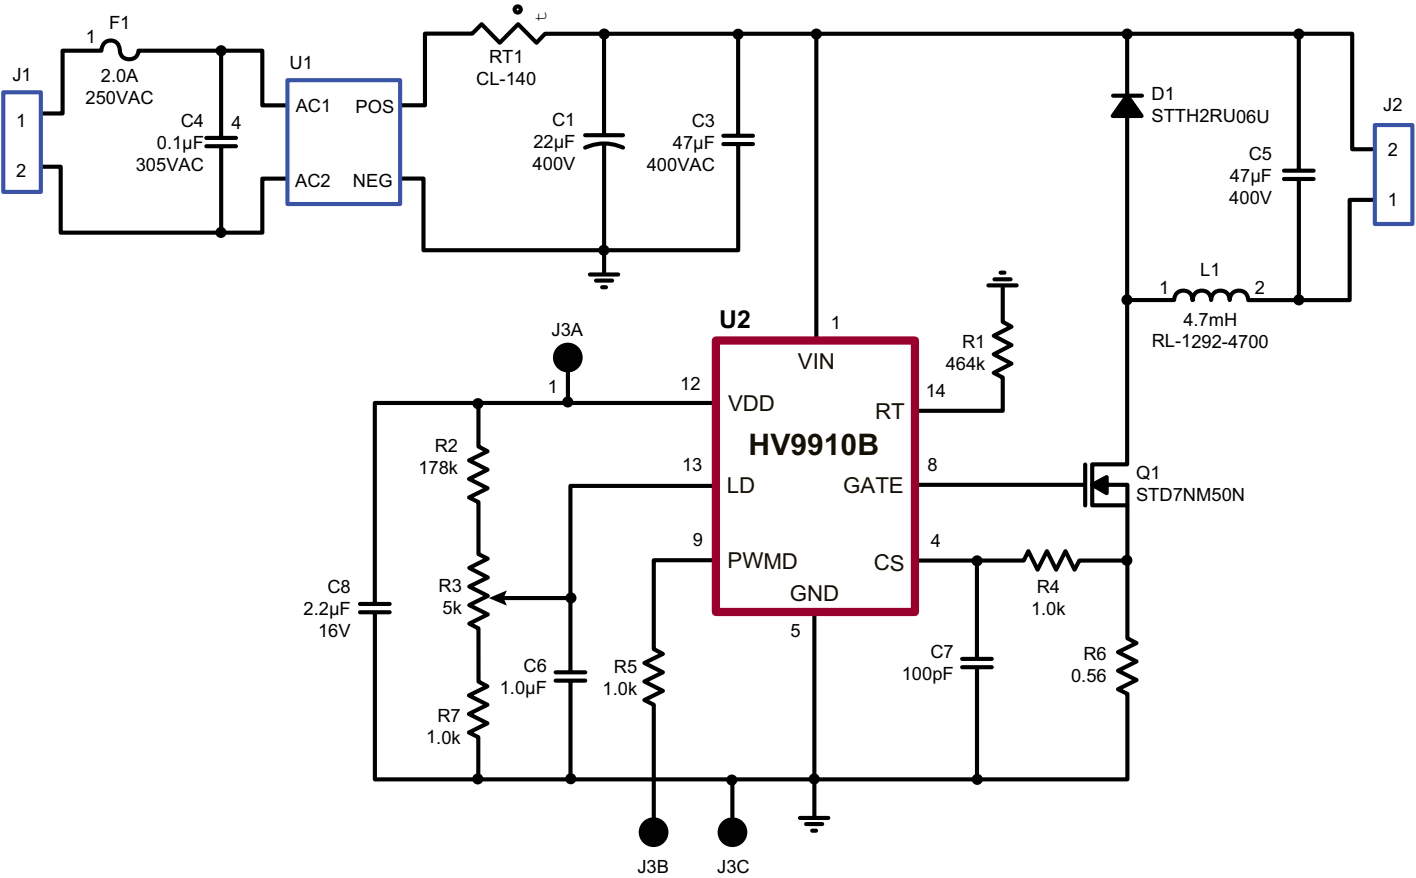 F1
1
2.0A
250VAC
J1
1
2
C4
4
0.1µF
305VAC
U1
AC1
POS
AC2
NEG
RT1
CL-140
C1
22µF
400V
C3
47µF
400VAC
D1
STTH2RU06U
J2
2
1
C5
47µF
400V
L1
1
2
4.7mH
RL-1292-4700
J3A
1
U2
1
VIN
12
VDD
HV9910B
13
LD
9
PWMD
GND
5
14
RT
8
GATE
4
CS
R1
464k
Q1
STD7NM50N
R2
178k
R3
5k
R7
1.0k
C8
2.2µF
16V
C6
1.0µF
R5
1.0k
R4
1.0k
C7
100pF
R6
0.56
J3B
J3C